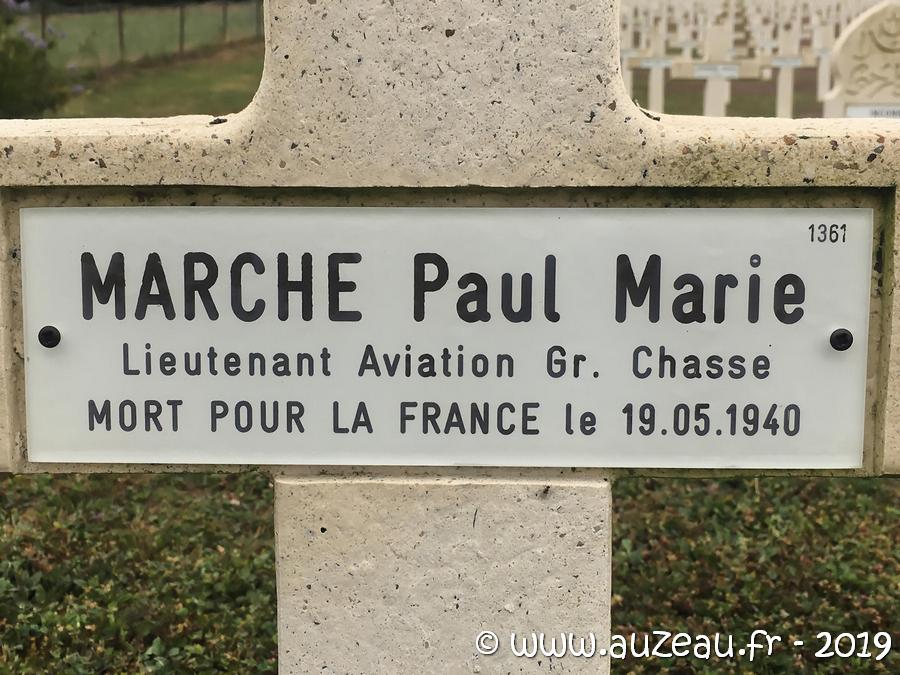 1361
MARCHE Paul Marie
Lieutenant Aviation Gr. Chasse
MORT POUR LA FRANCE le 19.05.1940
© www.auzeau.fr - 2019